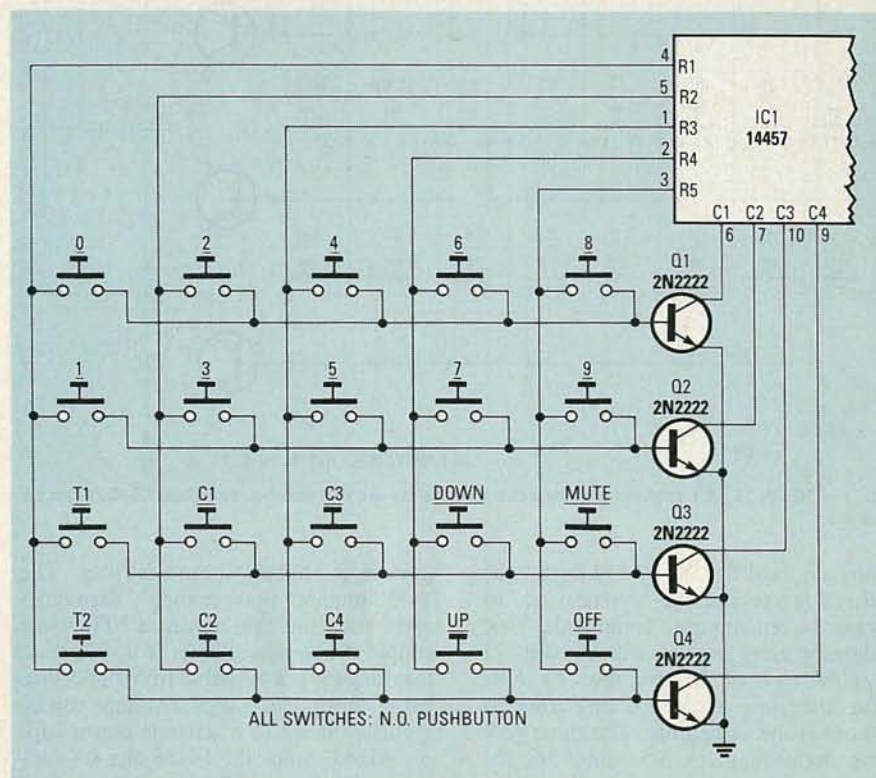 4 R1
5 R2
1 R3
2 R4
3 R5
IC1
14457
C1 C2 C3 C4
6 7 10 9
0 2 4 6 8
Q1
2N2222
1 3 5 7 9
Q2
2N2222
T1 C1 C3 DOWN MUTE
Q3
2N2222
T2 C2 C4 UP OFF
Q4
2N2222
ALL SWITCHES: N.O. PUSHBUTTON